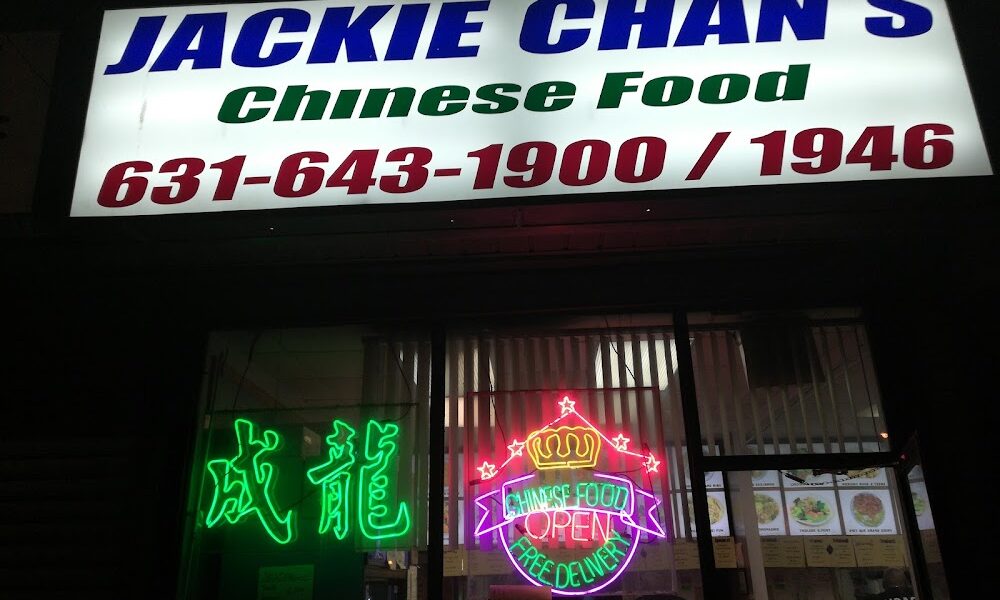 JACKIE CHAN'S
Chinese Food
631-643-1900 / 1946
成龍
CHINESE FOOD
OPEN
FREE DELIVERY